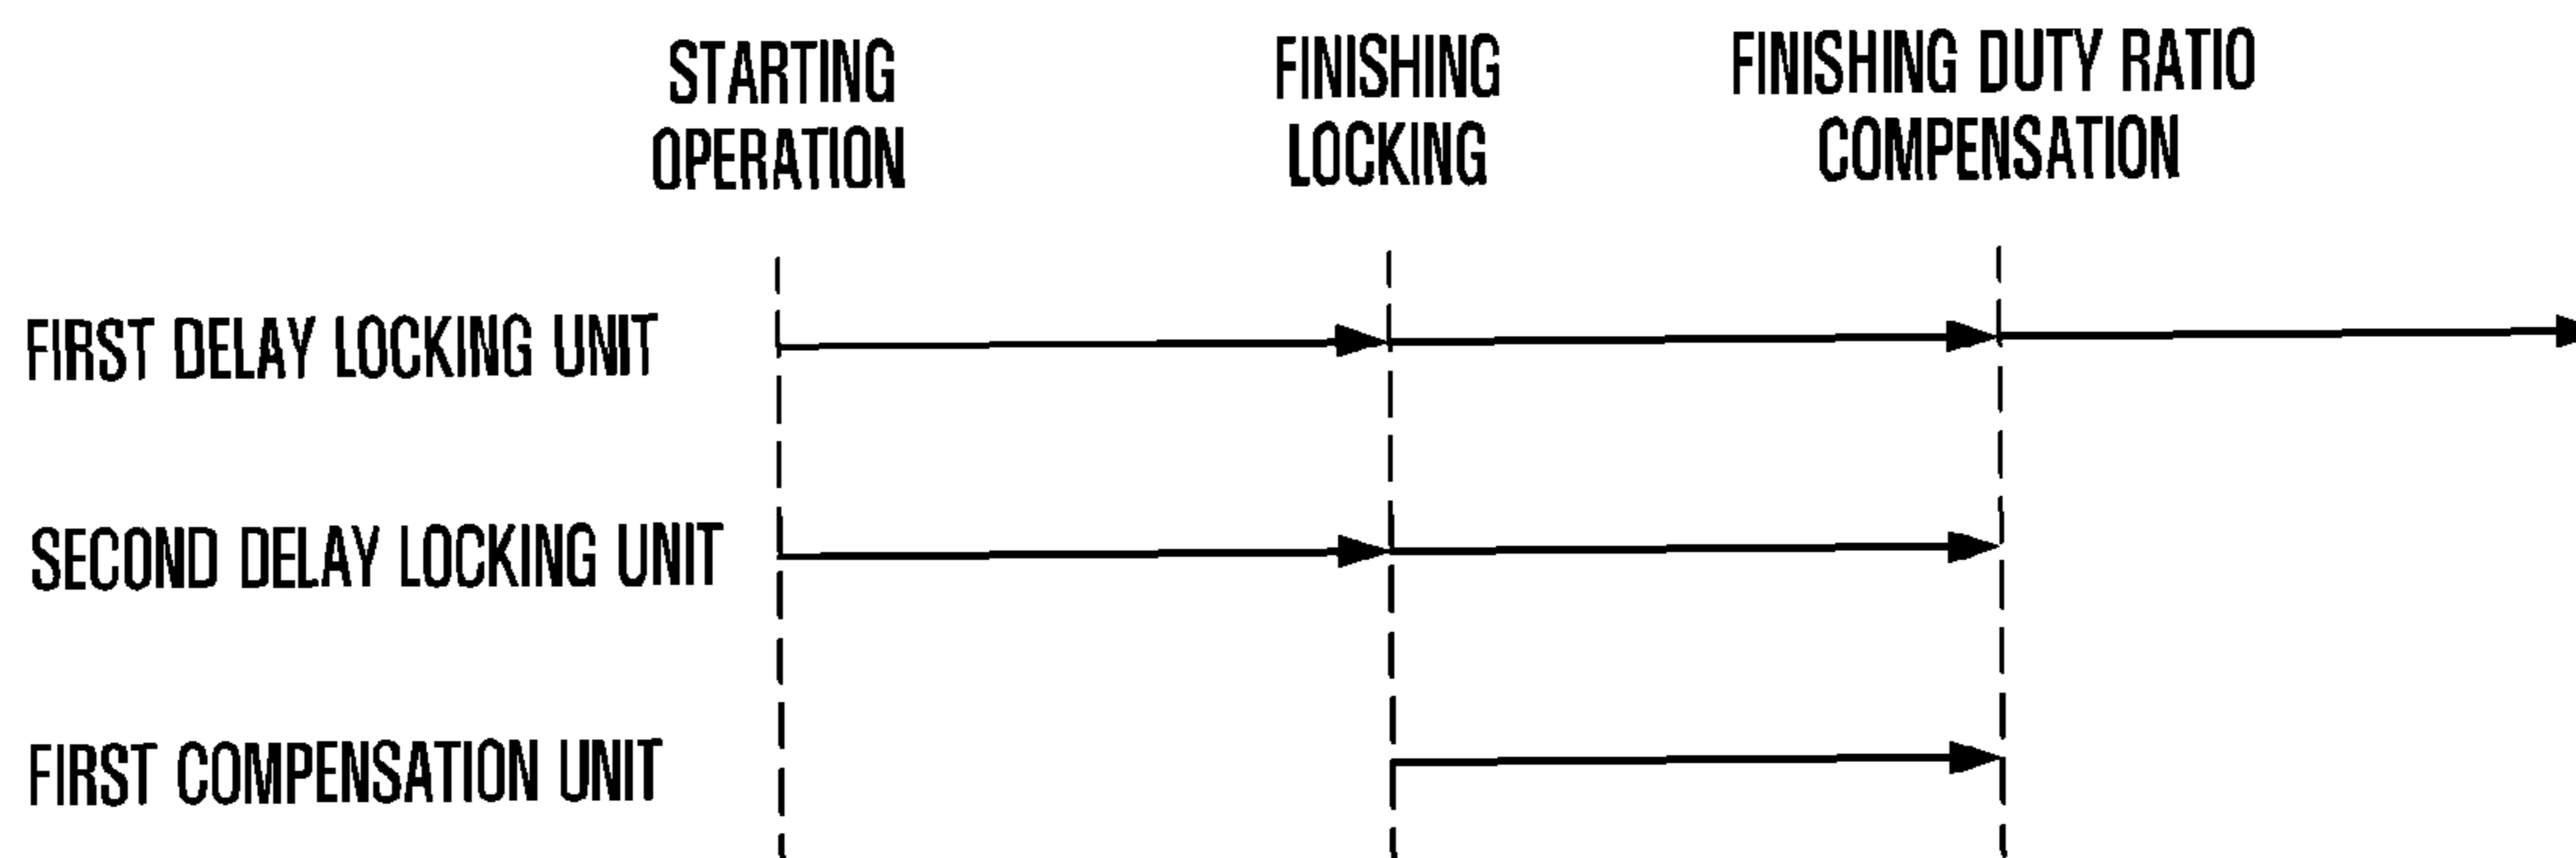 STARTING
OPERATION
FINISHING
LOCKING
FINISHING DUTY RATIO
COMPENSATION
FIRST DELAY LOCKING UNIT
SECOND DELAY LOCKING UNIT
FIRST COMPENSATION UNIT